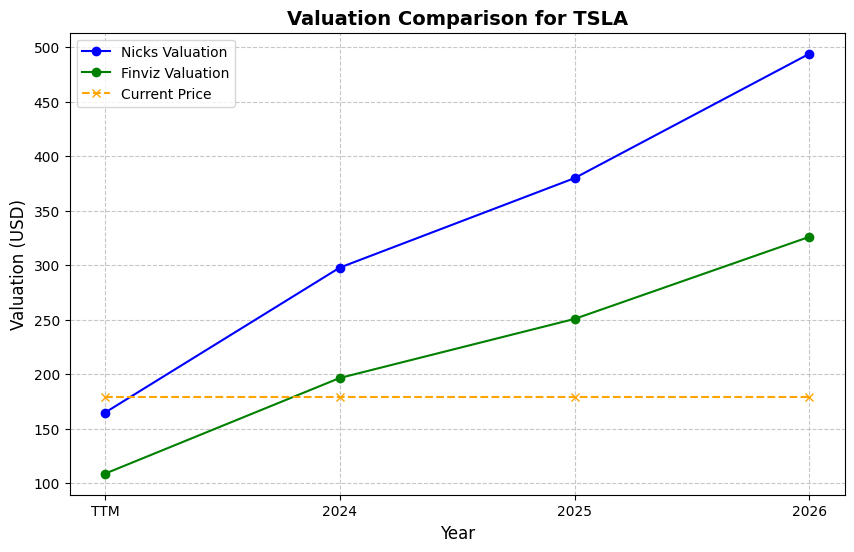 Valuation Comparison for TSLA
Nicks Valuation
Finviz Valuation
Current Price
500
450
400
350
300
250
200
150
100
Valuation (USD)
TTM 2024 2025 2026
Year